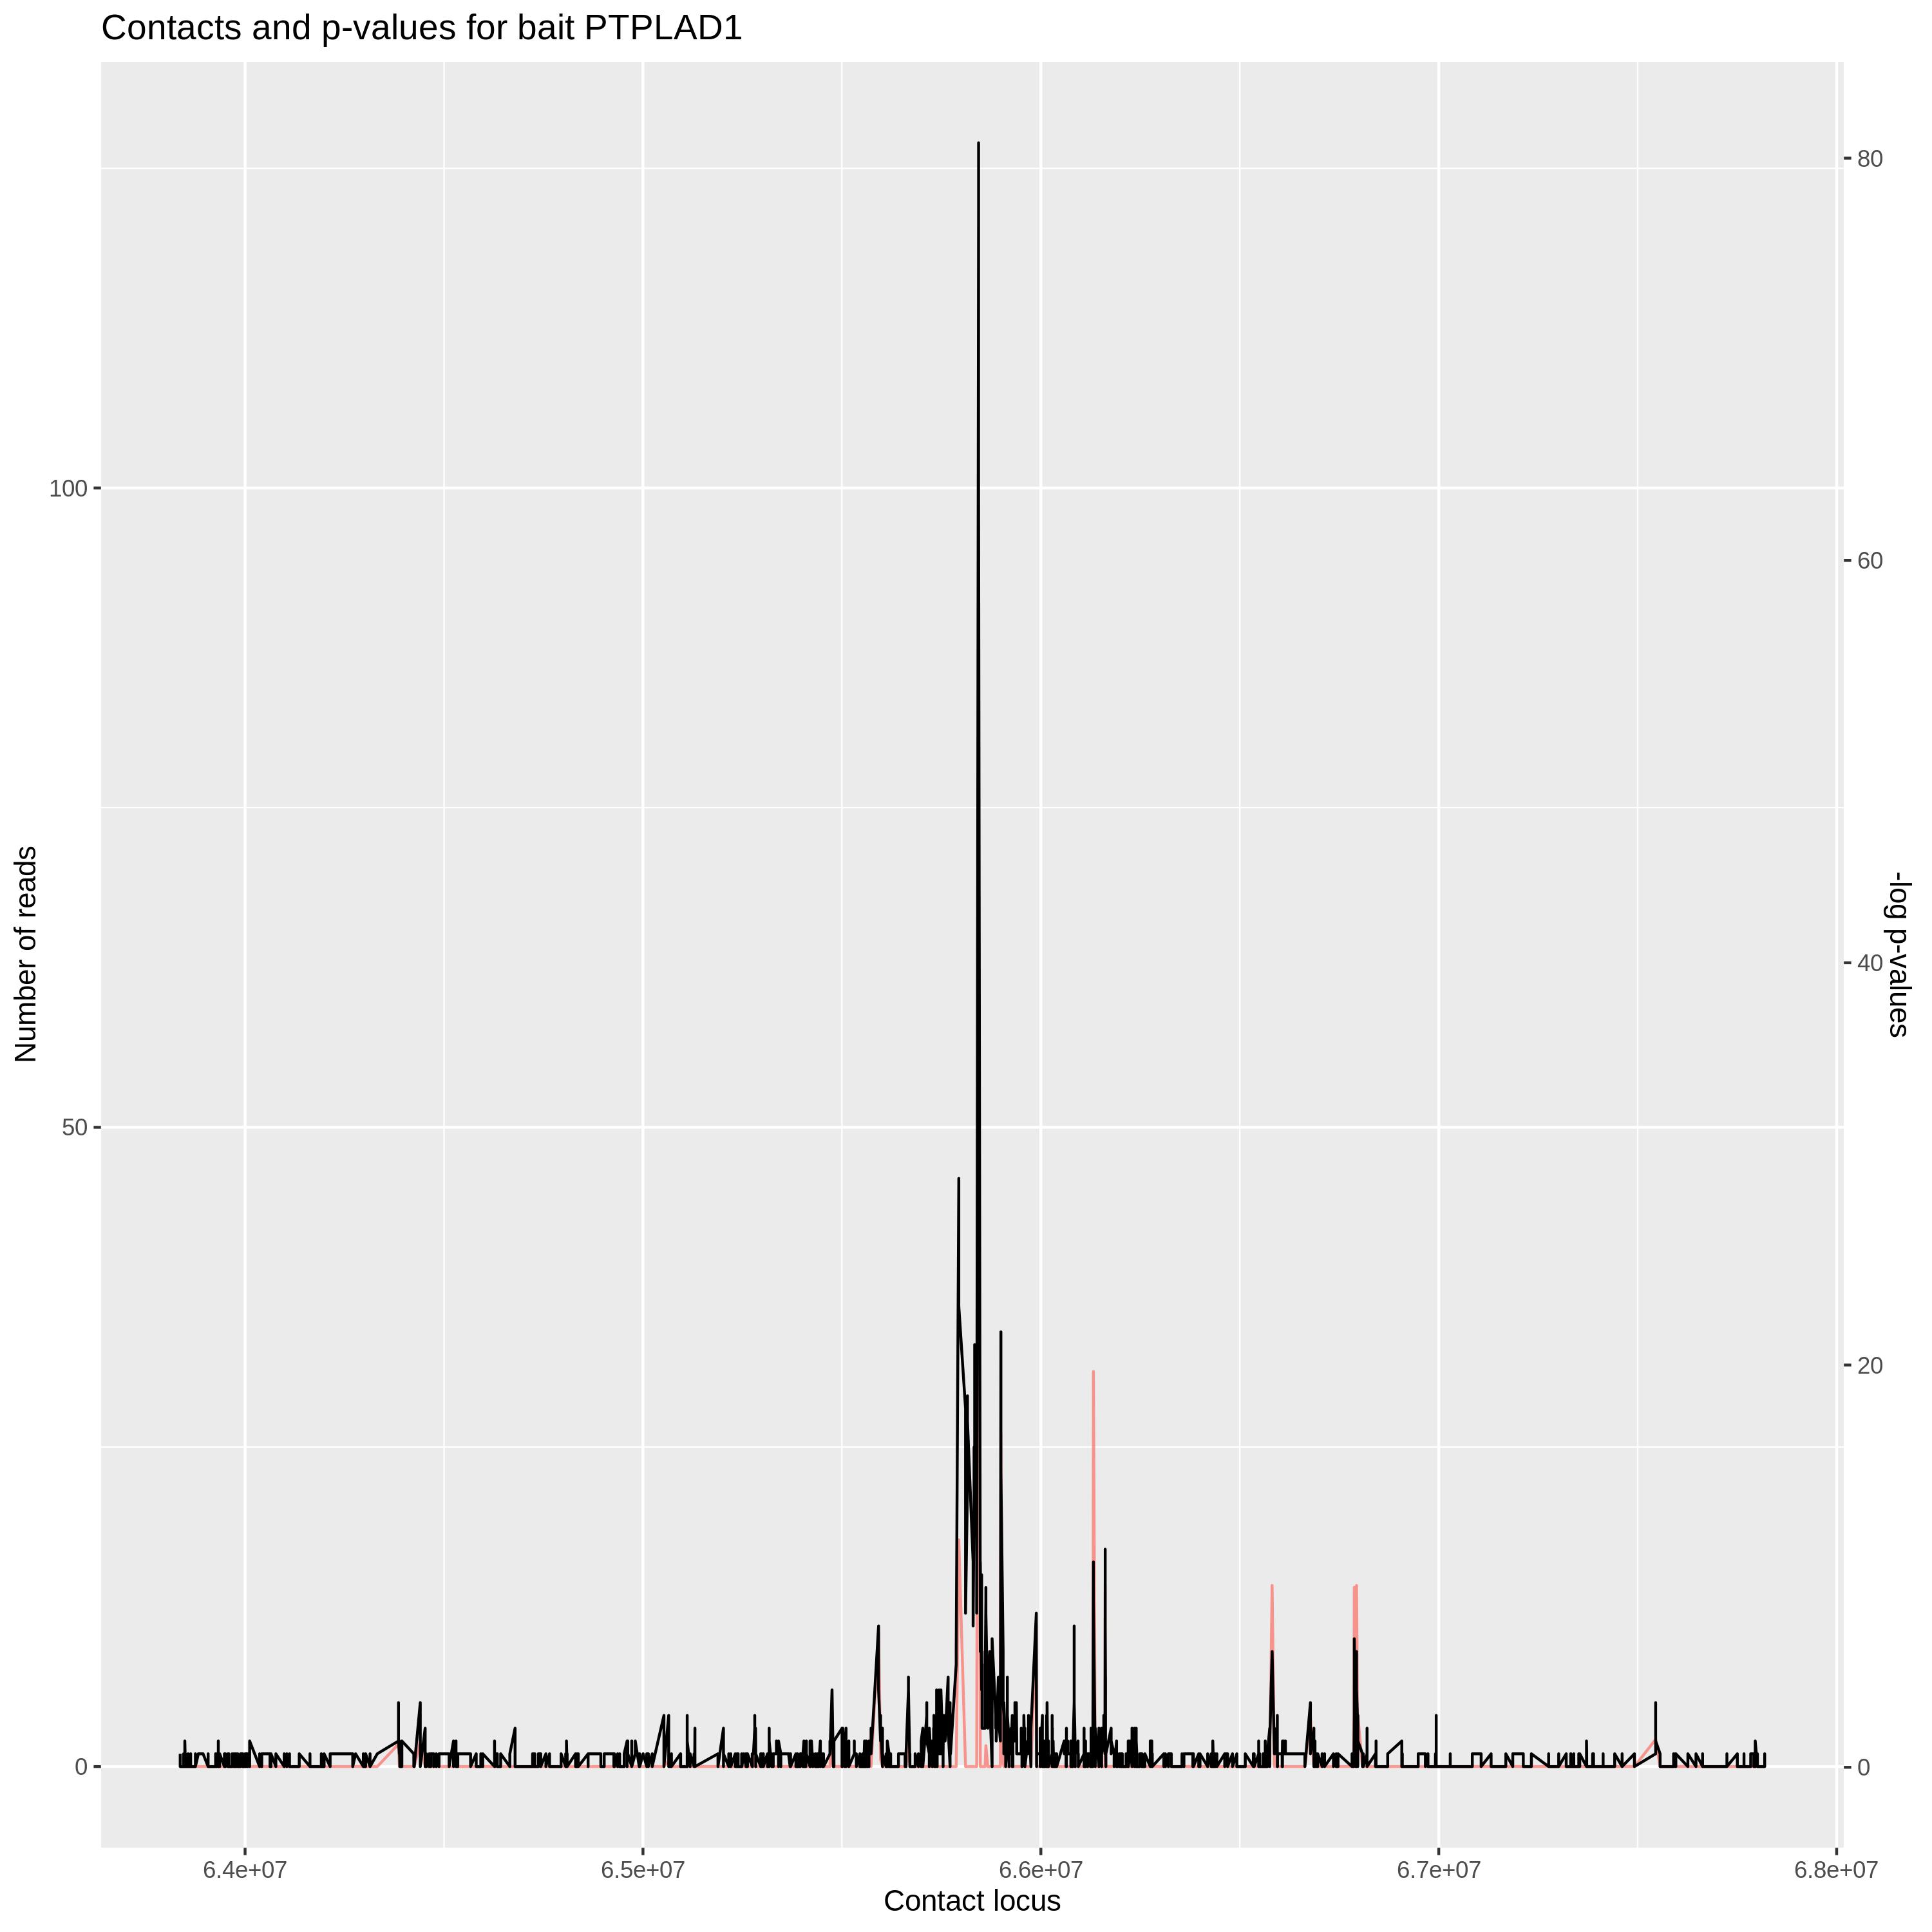 Contacts and p-values for bait PTPLAD1
Number of reads
100
50
0
80
60
40
20
0
-log p-values
6.4e+07 6.5e+07 6.6e+07 6.7e+07 6.8e+07
Contact locus